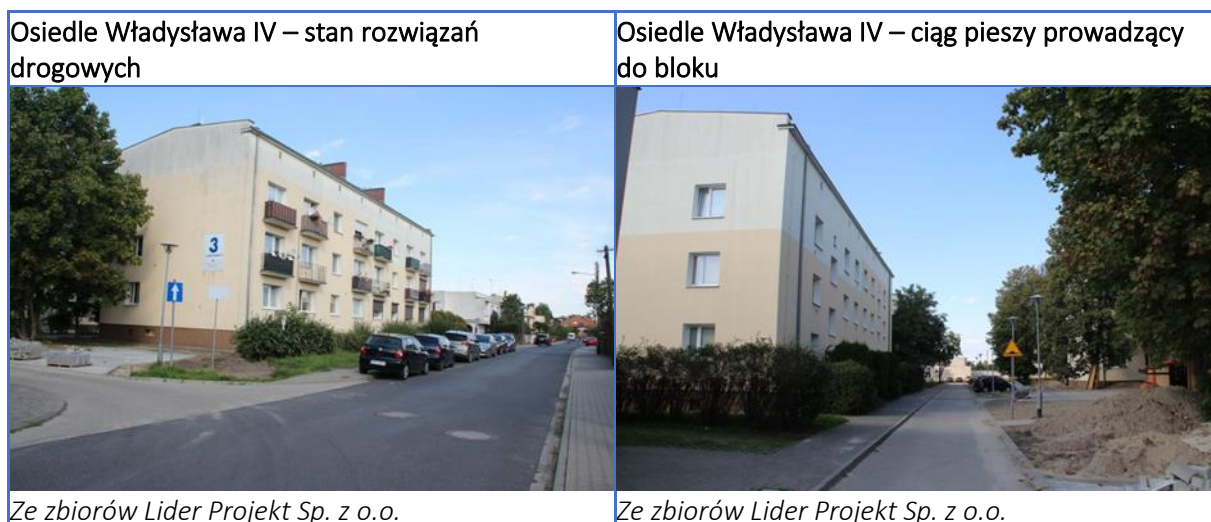 Osiedle Władysława IV – stan rozwiązań
drogowych
Osiedle Władysława IV – ciąg pieszy prowadzący
do bloku
3
Ze zbiorów Lider Projekt Sp. z o.o.
Ze zbiorów Lider Projekt Sp. z o.o.